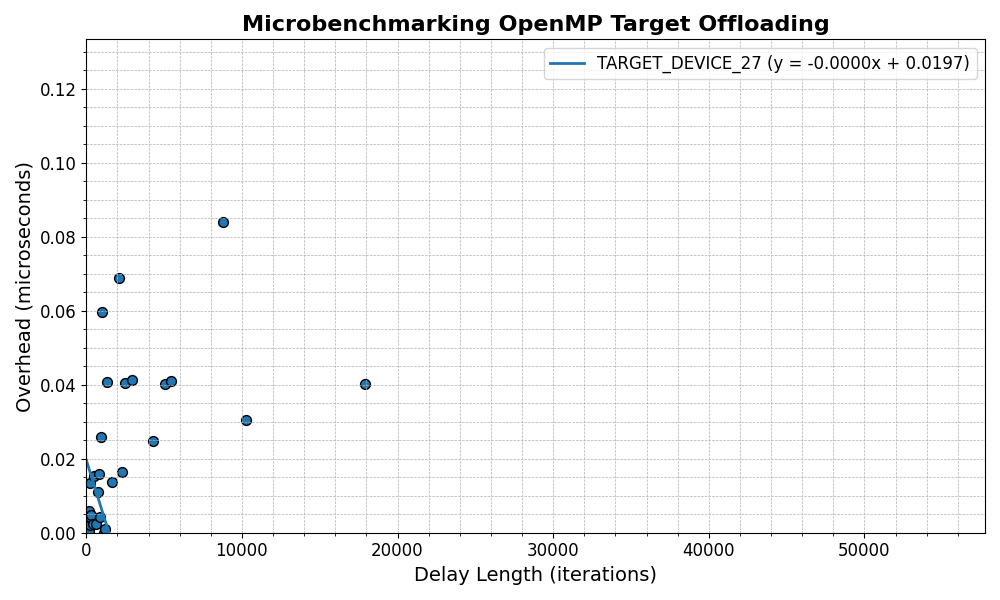 Microbenchmarking OpenMP Target Offloading
TARGET_DEVICE_27 (y = -0.0000x + 0.0197)
Overhead (microseconds)
0.12
0.10
0.08
0.06
0.04
0.02
0.00
0 10000 20000 30000 40000 50000
Delay Length (iterations)